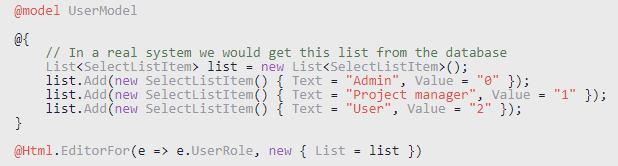 @model UserModel
@{
// In a real system we would get this list from the database
List<SelectListItem> list = new List<SelectListItem>();
list.Add(new SelectListItem() { Text = "Admin", Value = "0" });
list.Add(new SelectListItem() { Text = "Project manager", Value = "1" });
list.Add(new SelectListItem() { Text = "User", Value = "2" });
}
@Html.EditorFor(e => e.UserRole, new { List = list })